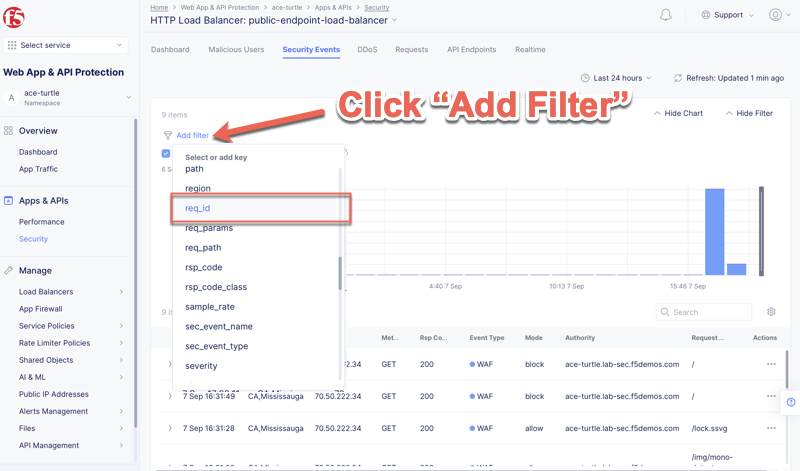 Home > Web App & API Protection > ace-turtle > Apps & APIs > Security
HTTP Load Balancer: public-endpoint-load-balancer
Support
Select service
Dashboard Malicious Users Security Events DDoS Requests API Endpoints Realtime
Web App & API Protection
Last 24 hours Refresh: Updated 1 min ago
A ace-turtle
Namespace
9 items
Click “Add Filter”
Hide Chart Hide Filter
Add filter
Overview
Dashboard
App Traffic
Apps & APIs
Performance
Security
Manage
Load Balancers
App Firewall
Service Policies
Rate Limiter Policies
Shared Objects
AI & ML
Public IP Addresses
Alerts Management
Files
API Management
Select or add key
path
region
req_id
req_params
req_path
rsp_code
rsp_code_class
sample_rate
sec_event_name
sec_event_type
severity
4:40 7 Sep 10:13 7 Sep 15:46 7 Sep
Search
Met... Rsp Co... Event Type Mode Authority Request ... Actions
2.34 GET 200 WAF block ace-turtle.lab-sec.f5demos.com /
7 Sep 16:31:49 CA,Mississauga 70.50.222.34 GET 200 WAF block ace-turtle.lab-sec.f5demos.com /
7 Sep 16:31:28 CA,Mississauga 70.50.222.34 GET 200 WAF allow ace-turtle.lab-sec.f5demos.com /lock.ssvg
/img/mono-